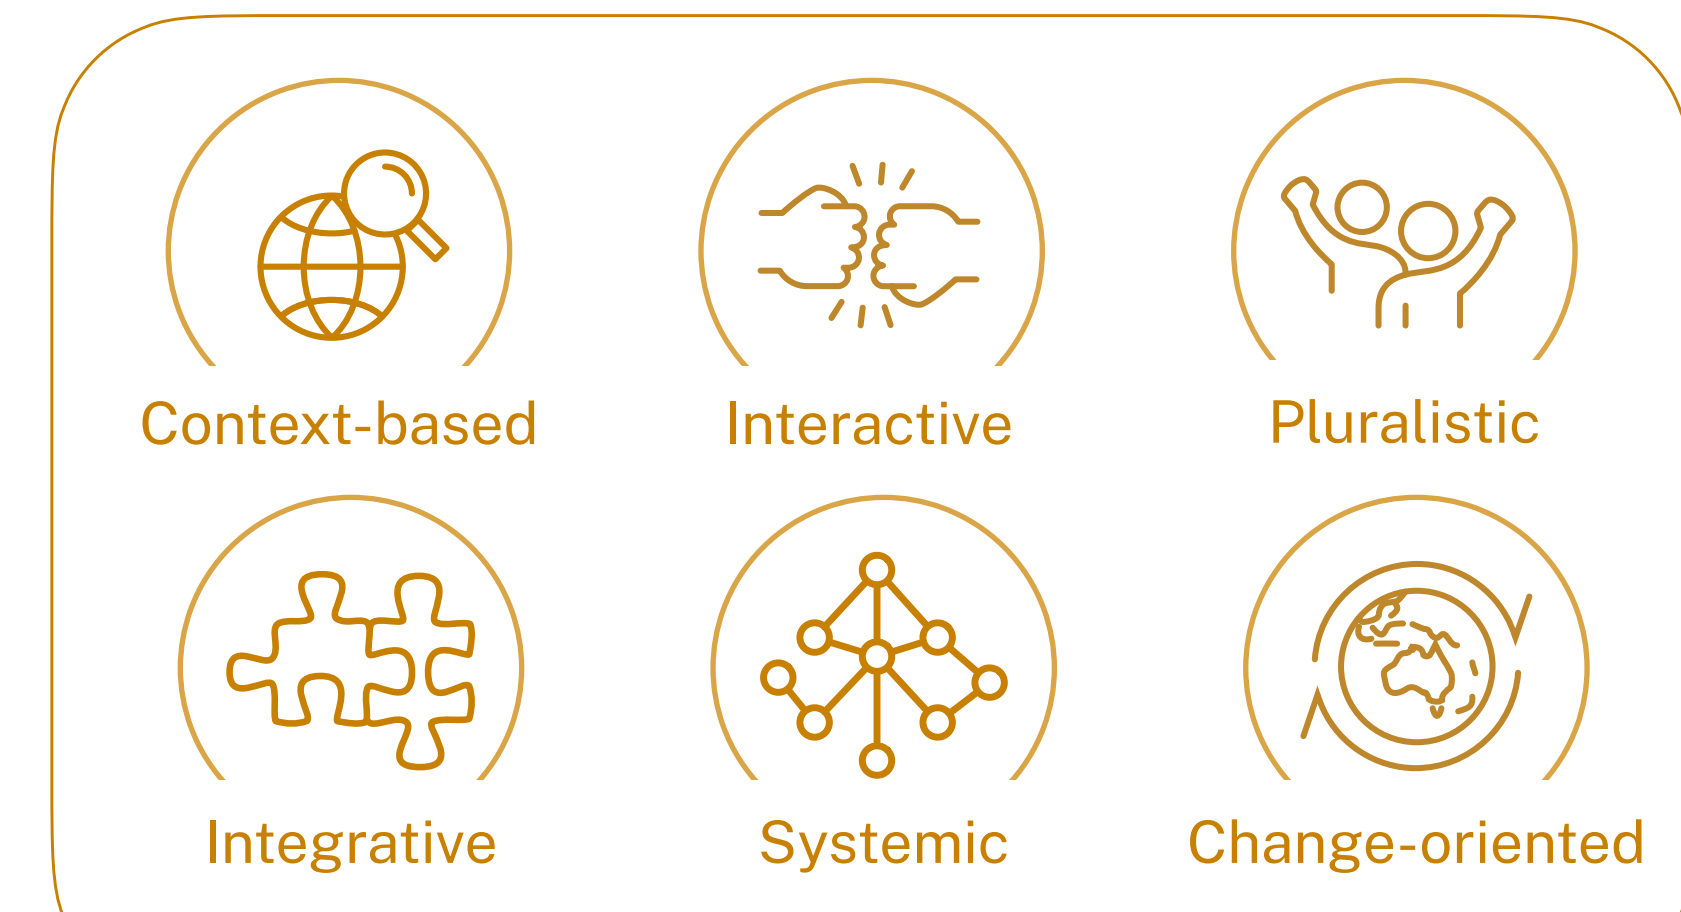 Context-based
Interactive
Pluralistic
Integrative
Systemic
Change-oriented